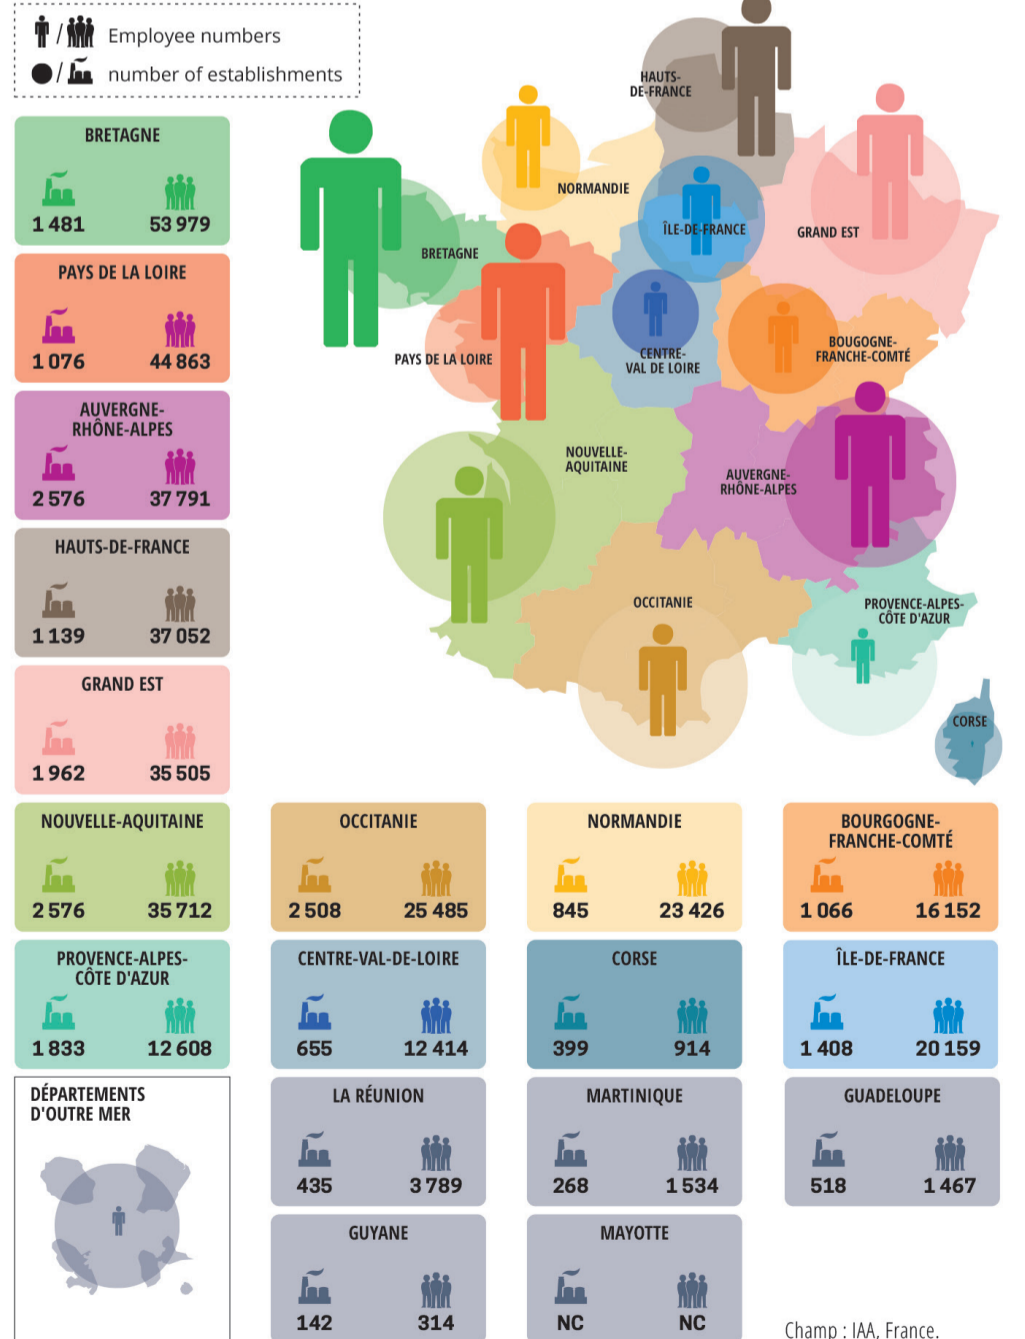 / Employee numbers
/ number of establishments
BRETAGNE
1 481 53 979
PAYS DE LA LOIRE
1 076 44 863
AUVERGNE-
RHÔNE-ALPES
2 576 37 791
HAUTS-DE-FRANCE
1 139 37 052
GRAND EST
1 962 35 505
NOUVELLE-AQUITAINE
2 576 35 712
PROVENCE-ALPES-
CÔTE D'AZUR
1 833 12 608
DÉPARTEMENTS
D'OUTRE MER
HAUTS-
DE-FRANCE
NORMANDIE
ÎLE-DE-FRANCE
GRAND EST
BRETAGNE
PAYS DE LA LOIRE
CENTRE-
VAL DE LOIRE
BOUGOGNE-
FRANCHE-COMTÉ
NOUVELLE-
AQUITAINE
AUVERGNE-
RHÔNE-ALPES
OCCITANIE
PROVENCE-ALPES-
CÔTE D'AZUR
CORSE
OCCITANIE
2 508 25 485
NORMANDIE
845 23 426
BOURGOGNE-
FRANCHE-COMTÉ
1 066 16 152
CENTRE-VAL-DE-LOIRE
655 12 414
CORSE
399 914
ÎLE-DE-FRANCE
1 408 20 159
LA RÉUNION
435 3 789
MARTINIQUE
268 1 534
GUADELOUPE
518 1 467
GUYANE
142 314
MAYOTTE
NC NC
Champ : IAA, France.